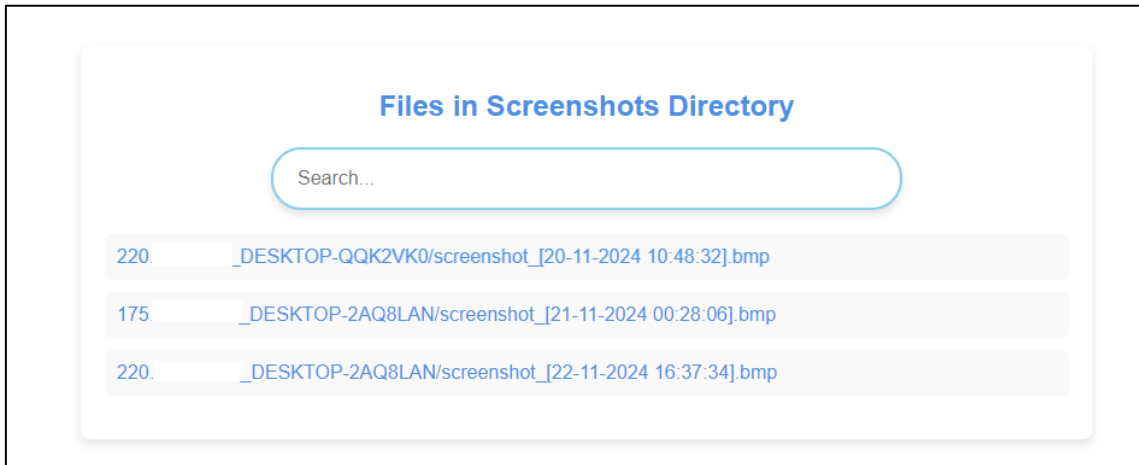 Files in Screenshots Directory
Search...
220. _DESKTOP-QQK2VK0/screenshot_[20-11-2024 10:48:32].bmp
175. _DESKTOP-2AQ8LAN/screenshot_[21-11-2024 00:28:06].bmp
220. _DESKTOP-2AQ8LAN/screenshot_[22-11-2024 16:37:34].bmp